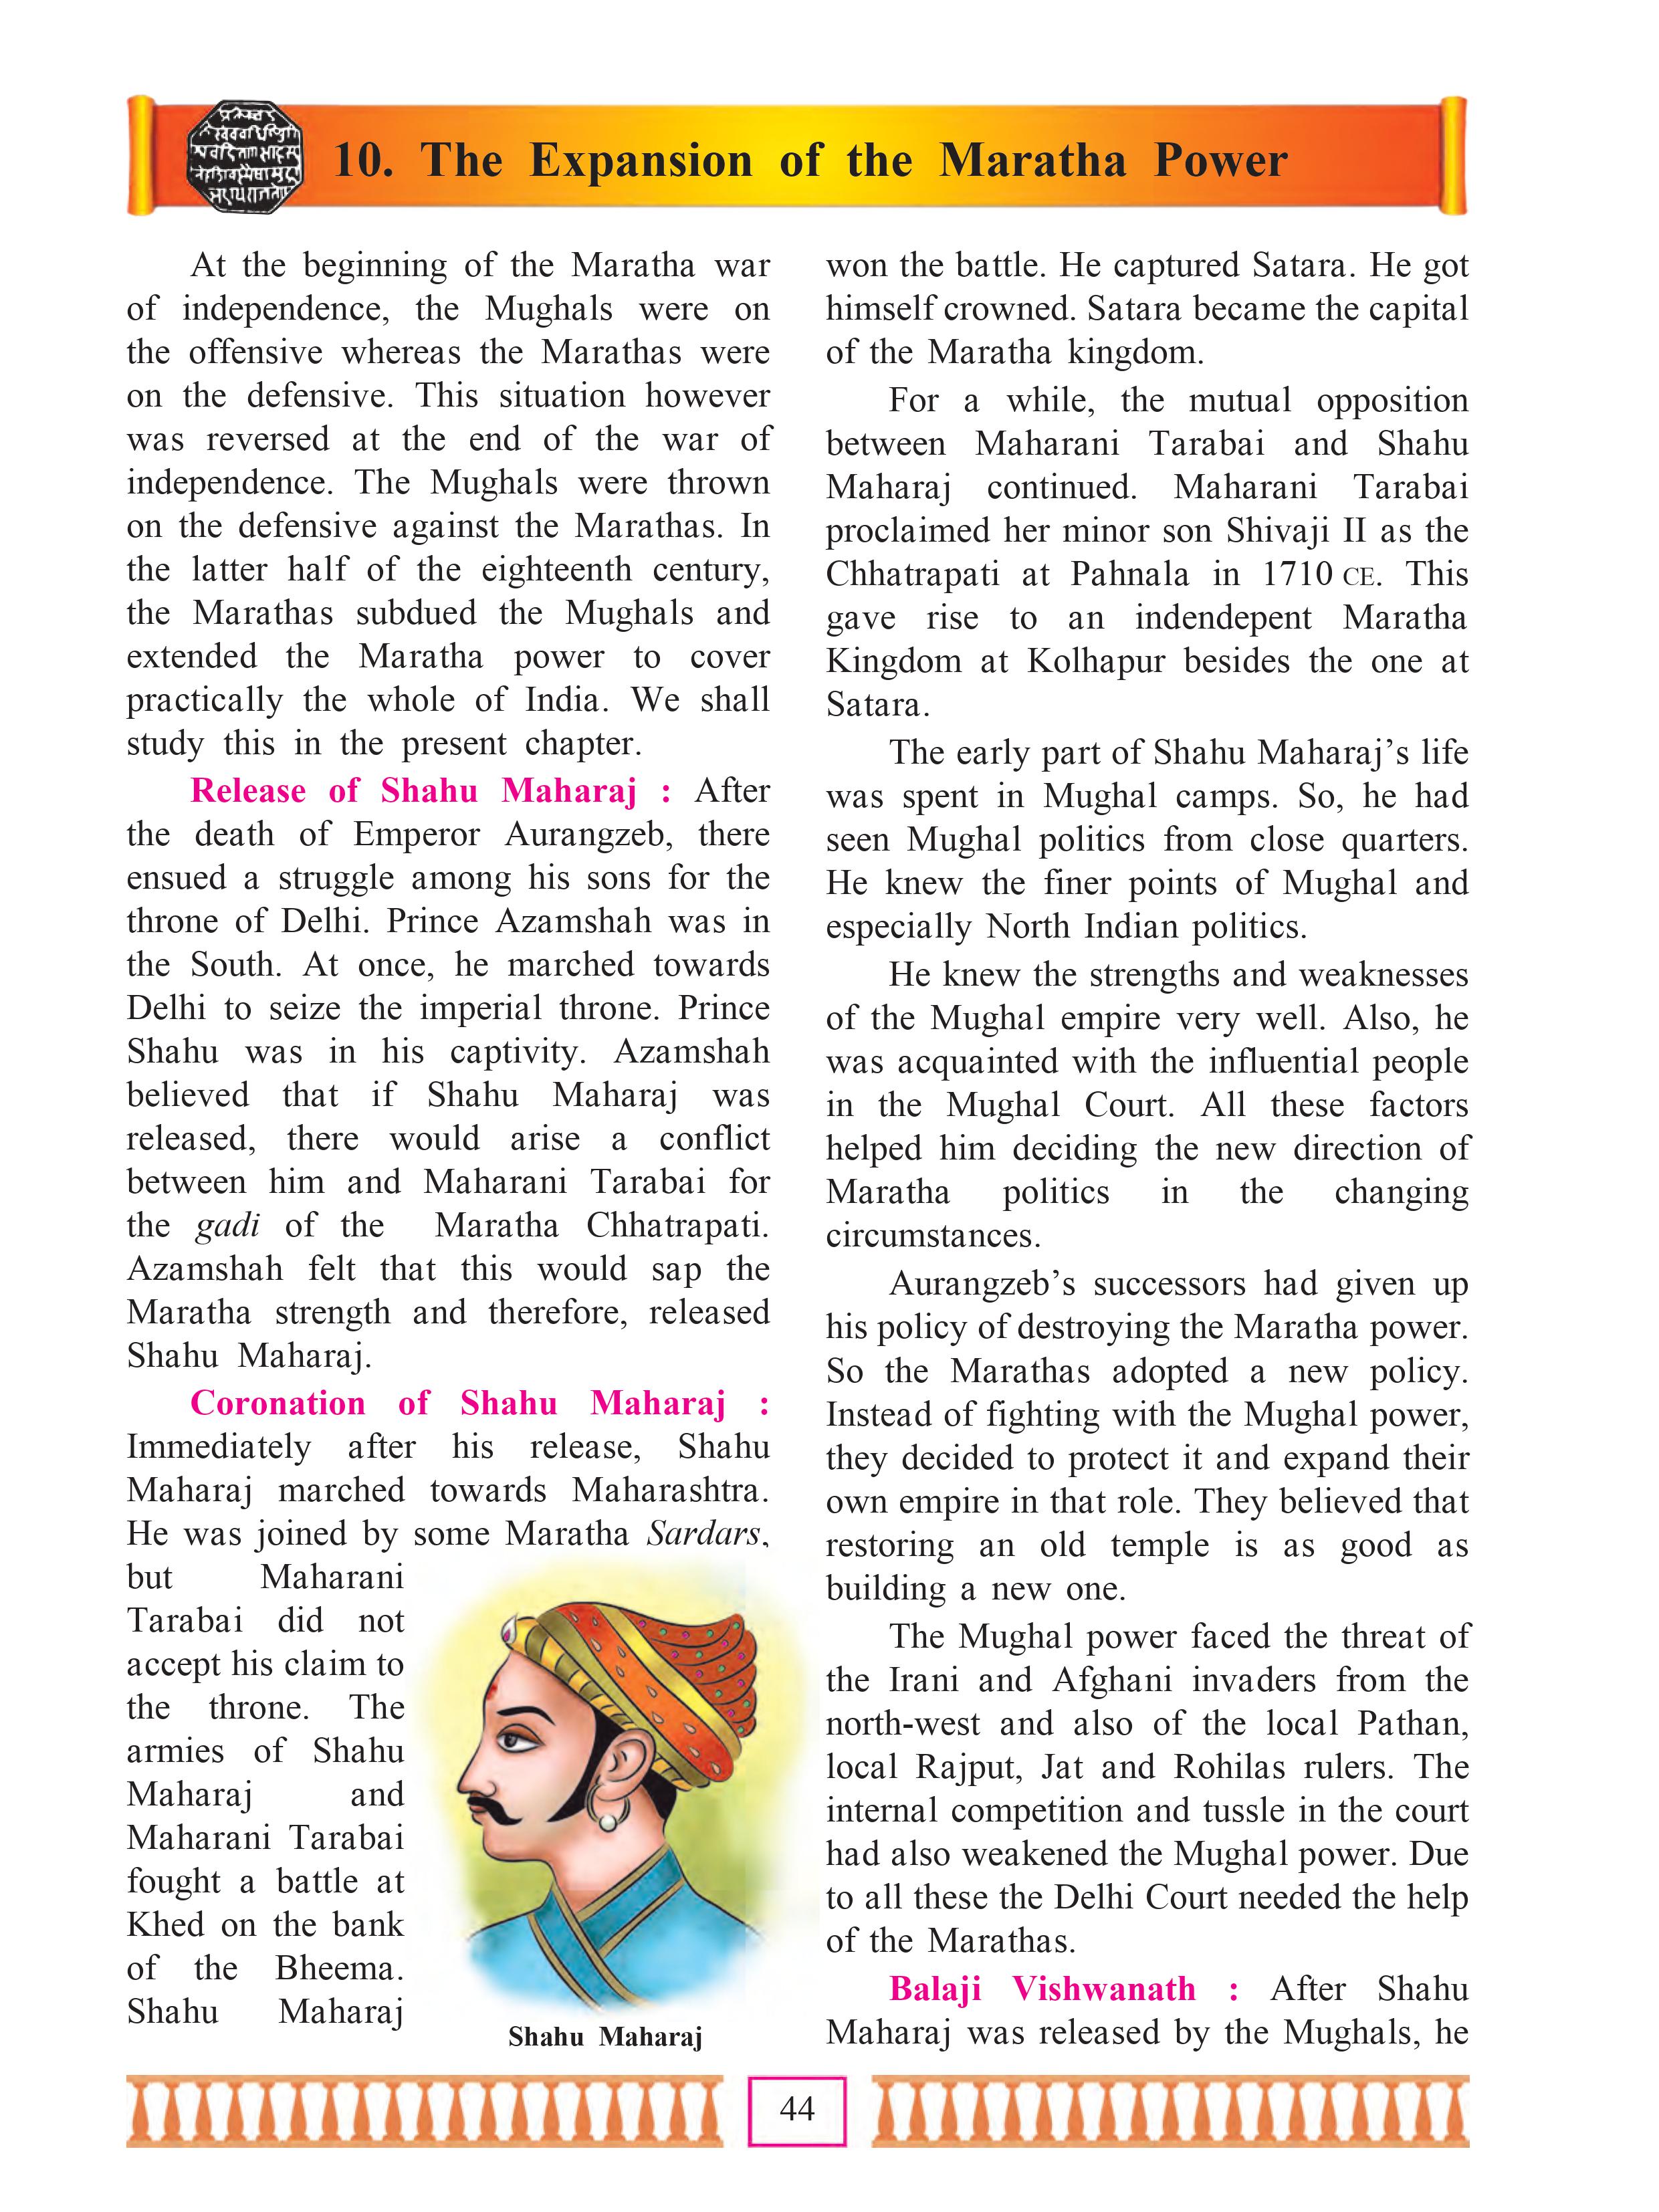 10. The Expansion of the Maratha Power
At the beginning of the Maratha war
of independence, the Mughals were on
the offensive whereas the Marathas were
on the defensive. This situation however
was reversed at the end of the war of
independence. The Mughals were thrown
on the defensive against the Marathas. In
the latter half of the eighteenth century,
the Marathas subdued the Mughals and
extended the Maratha power to cover
practically the whole of India. We shall
study this in the present chapter.
Release of Shahu Maharaj : After
the death of Emperor Aurangzeb, there
ensued a struggle among his sons for the
throne of Delhi. Prince Azamshah was in
the South. At once, he marched towards
Delhi to seize the imperial throne. Prince
Shahu was in his captivity. Azamshah
believed that if Shahu Maharaj was
released, there would arise a conflict
between him and Maharani Tarabai for
the gadi of the Maratha Chhatrapati.
Azamshah felt that this would sap the
Maratha strength and therefore, released
Shahu Maharaj.
Coronation of Shahu Maharaj :
Immediately after his release, Shahu
Maharaj marched towards Maharashtra.
He was joined by some Maratha Sardars,
but Maharani
Tarabai did not
accept his claim to
the throne. The
armies of Shahu
Maharaj and
Maharani Tarabai
fought a battle at
Khed on the bank
of the Bheema.
Shahu Maharaj
Shahu Maharaj
won the battle. He captured Satara. He got
himself crowned. Satara became the capital
of the Maratha kingdom.
For a while, the mutual opposition
between Maharani Tarabai and Shahu
Maharaj continued. Maharani Tarabai
proclaimed her minor son Shivaji II as the
Chhatrapati at Pahnala in 1710 CE. This
gave rise to an indendepent Maratha
Kingdom at Kolhapur besides the one at
Satara.
The early part of Shahu Maharaj’s life
was spent in Mughal camps. So, he had
seen Mughal politics from close quarters.
He knew the finer points of Mughal and
especially North Indian politics.
He knew the strengths and weaknesses
of the Mughal empire very well. Also, he
was acquainted with the influential people
in the Mughal Court. All these factors
helped him deciding the new direction of
Maratha politics in the changing
circumstances.
Aurangzeb’s successors had given up
his policy of destroying the Maratha power.
So the Marathas adopted a new policy.
Instead of fighting with the Mughal power,
they decided to protect it and expand their
own empire in that role. They believed that
restoring an old temple is as good as
building a new one.
The Mughal power faced the threat of
the Irani and Afghani invaders from the
north-west and also of the local Pathan,
local Rajput, Jat and Rohilas rulers. The
internal competition and tussle in the court
had also weakened the Mughal power. Due
to all these the Delhi Court needed the help
of the Marathas.
Balaji Vishwanath : After Shahu
Maharaj was released by the Mughals, he
44